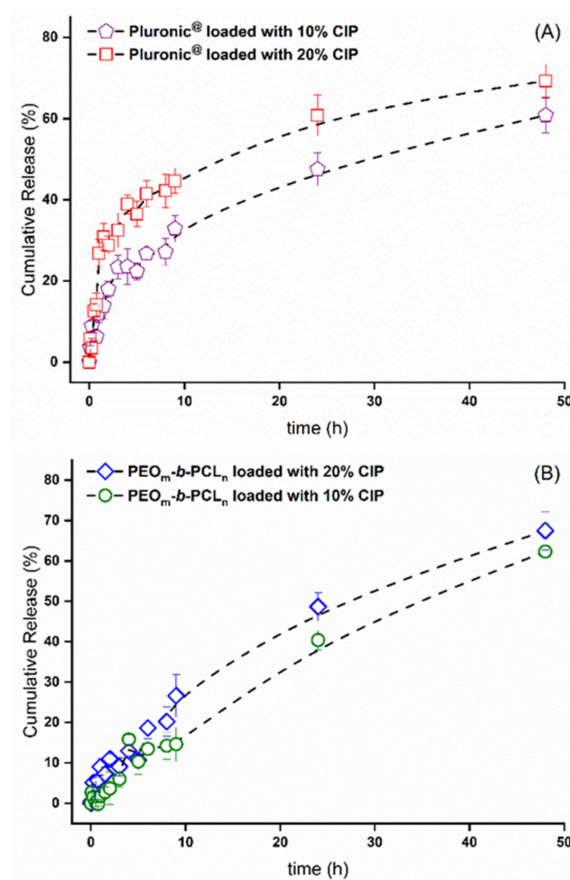 (A)
Pluronic@ loaded with 10% CIP
Pluronic@ loaded with 20% CIP
Cumulative Release (%)
80
60
40
20
0
0 10 20 30 40 50
time (h)
(B)
PEOm-b-PCLn loaded with 20% CIP
PEOm-b-PCLn loaded with 10% CIP
Cumulative Release (%)
80
70
60
50
40
30
20
10
0
0 10 20 30 40 50
time (h)